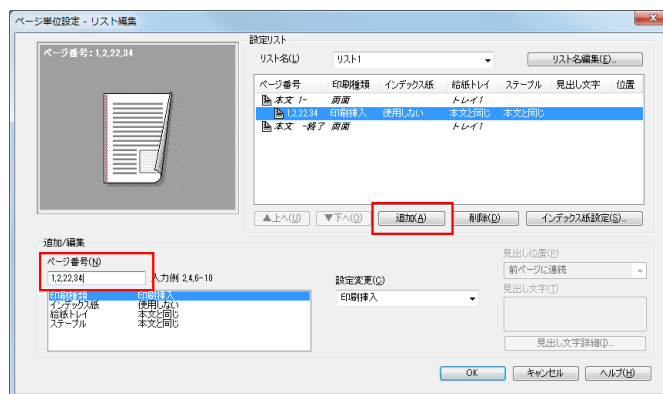 ページ単位設定 - リスト編集
ページ番号: 1,2,22,34
設定リスト
リスト名(L) リスト1 リスト名編集(E)...
ページ番号 印刷種類 インデックス紙 給紙トレイ ステープル 見出し文字 位置
本文 1- 両面 トレイ1
1,2,22,34 印刷挿入 使用しない 本文と同じ 本文と同じ
本文 -終了 両面 トレイ1
▲上へ(U) ▼下へ(O) 追加(A) 削除(D) インデックス紙設定(S)...
追加/編集
ページ番号(N)
1,2,22,34 入力例 2,4,6-10
印刷種類 印刷挿入
インデックス紙 使用しない
給紙トレイ 本文と同じ
ステープル 本文と同じ
設定変更(C)
印刷挿入
見出し位置(P)
前ページに連続
見出し文字(T)
見出し文字詳細(I)...
OK キャンセル ヘルプ(H)